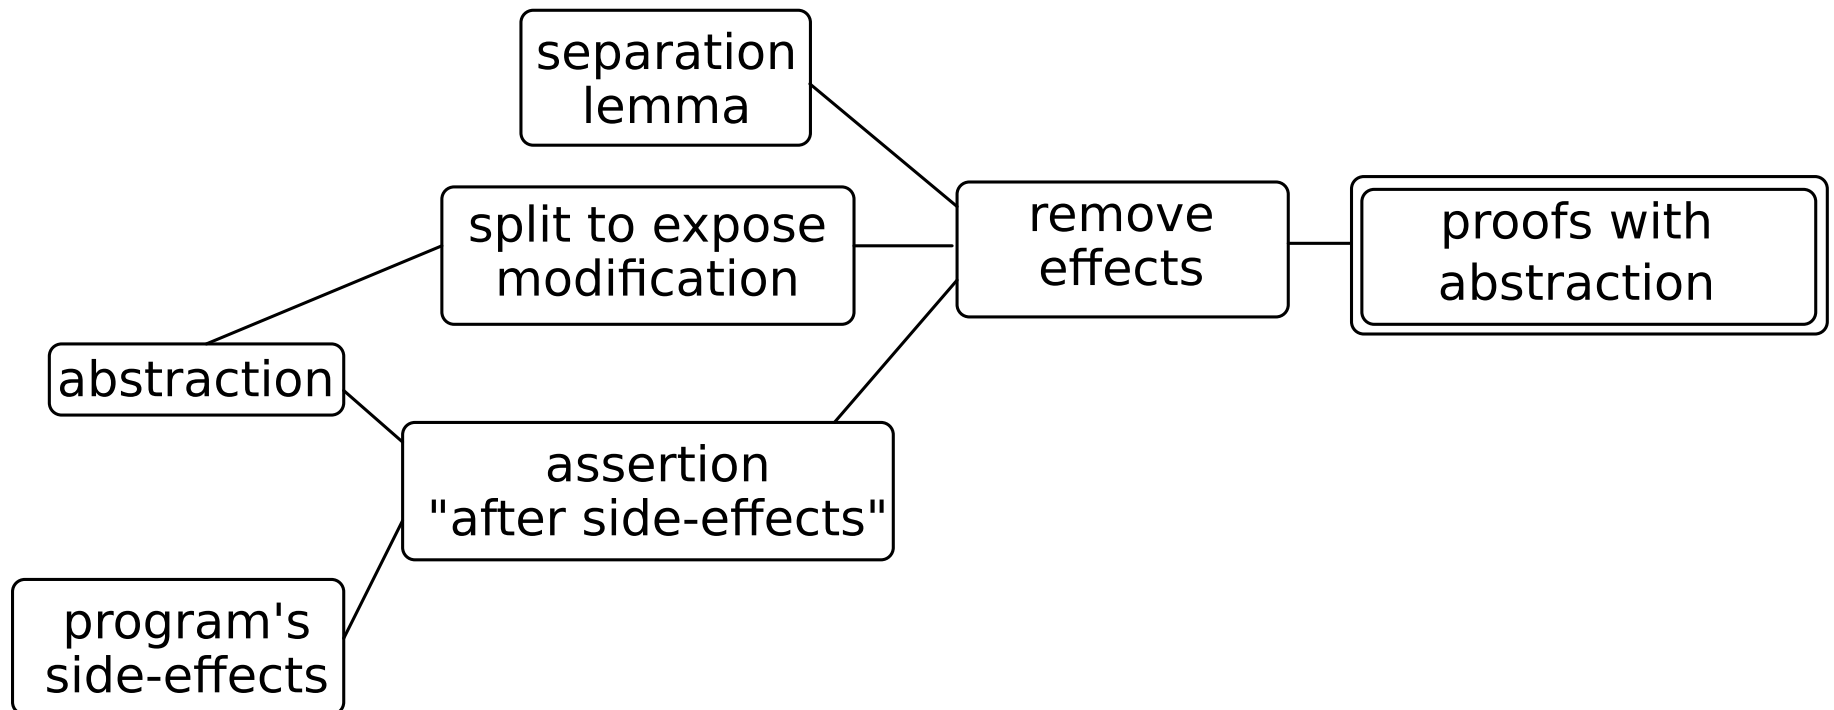 separation
lemma
split to expose
modification
remove
effects
proofs with
abstraction
abstraction
assertion
"after side-effects"
program's
side-effects